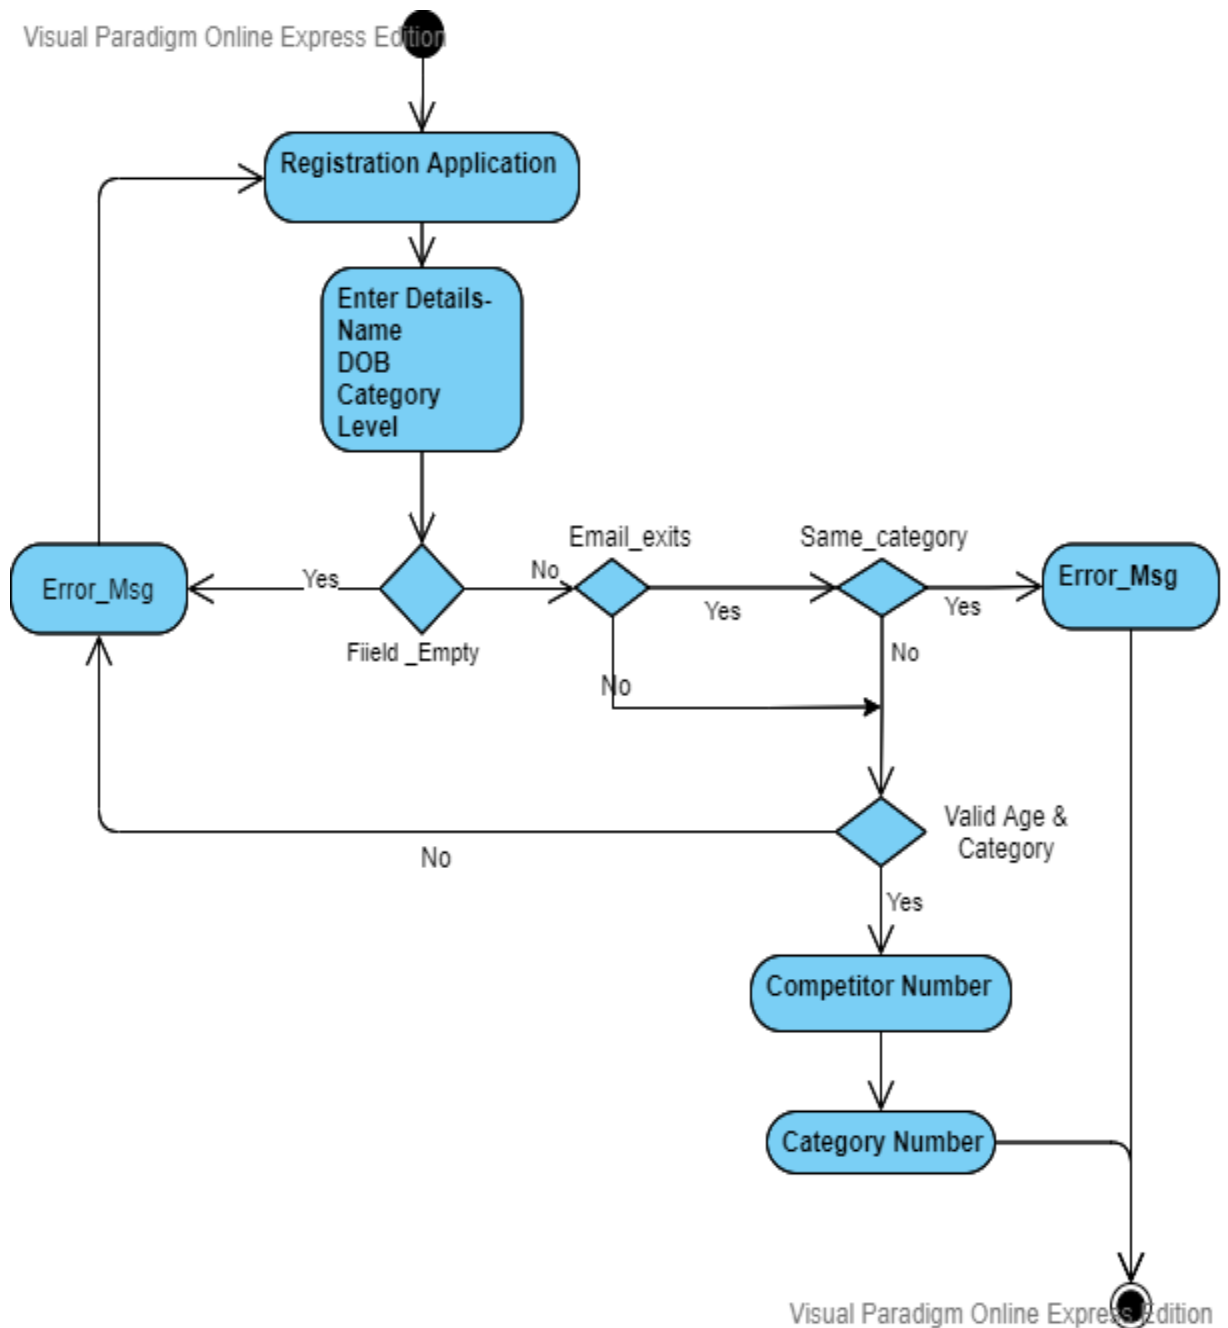 Visual Paradigm Online Express Edition
Registration Application
Enter Details-
Name
DOB
Category
Level
Email_exits
Same_category
Error_Msg
Yes
No
Yes
Yes
Error_Msg
Fiield _Empty
No
No
Valid Age &
Category
No
Yes
Competitor Number
Category Number
Visual Paradigm Online Express Edition